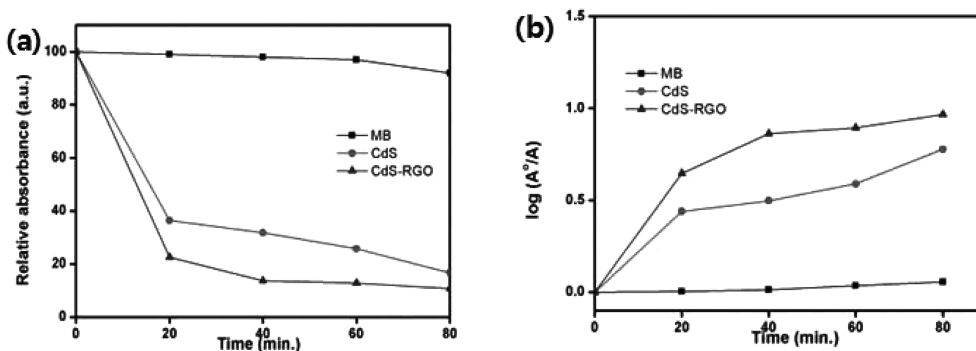 (a)
Relative absorbance (a.u.)
100
80
60
40
20
0
MB
CdS
CdS-RGO
0 20 40 60 80
Time (min.)
(b)
log (A°/A)
1.5
1.0
0.5
0.0
MB
CdS
CdS-RGO
0 20 40 60 80
Time (min.)